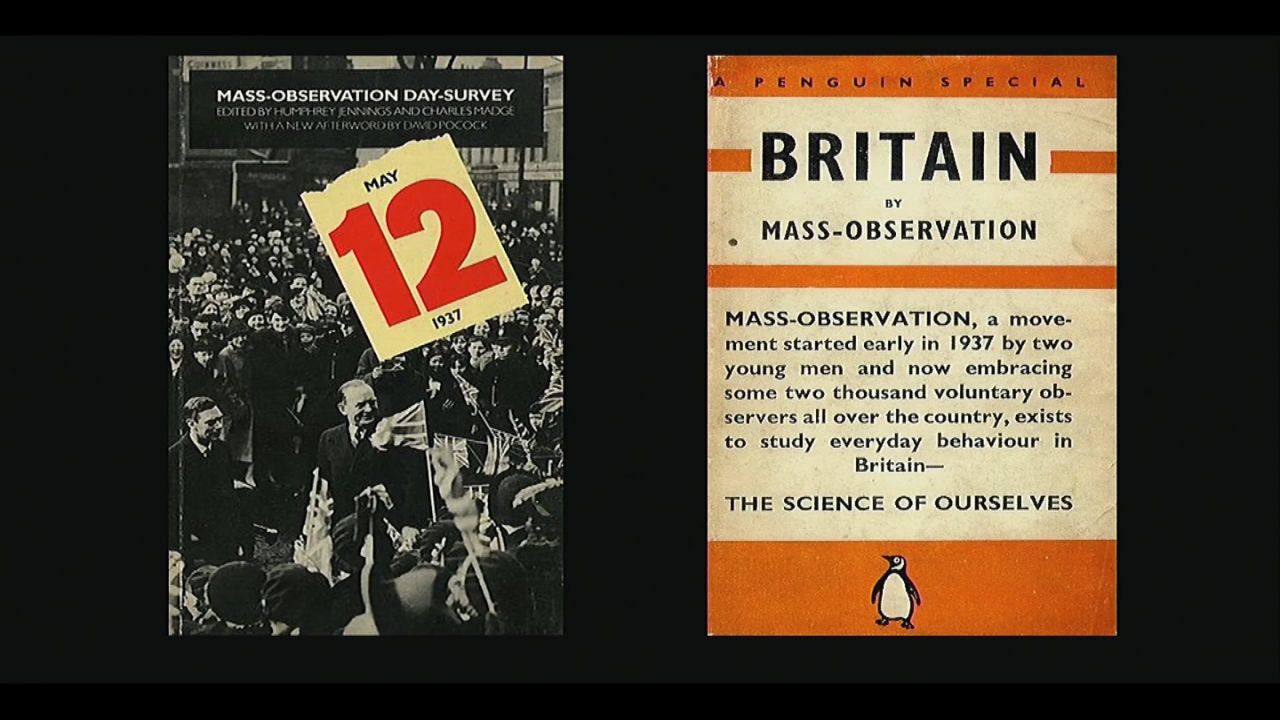 MASS-OBSERVATION DAY-SURVEY
EDITED BY HUMPHREY JENNINGS AND CHARLES MADGE
WITH A NEW AFTERWORD BY DAVID POCOCK
MAY
12
1937
A PENGUIN SPECIAL
BRITAIN
BY
MASS-OBSERVATION
MASS-OBSERVATION, a move-
ment started early in 1937 by two
young men and now embracing
some two thousand voluntary ob-
servers all over the country, exists
to study everyday behaviour in
Britain—
THE SCIENCE OF OURSELVES